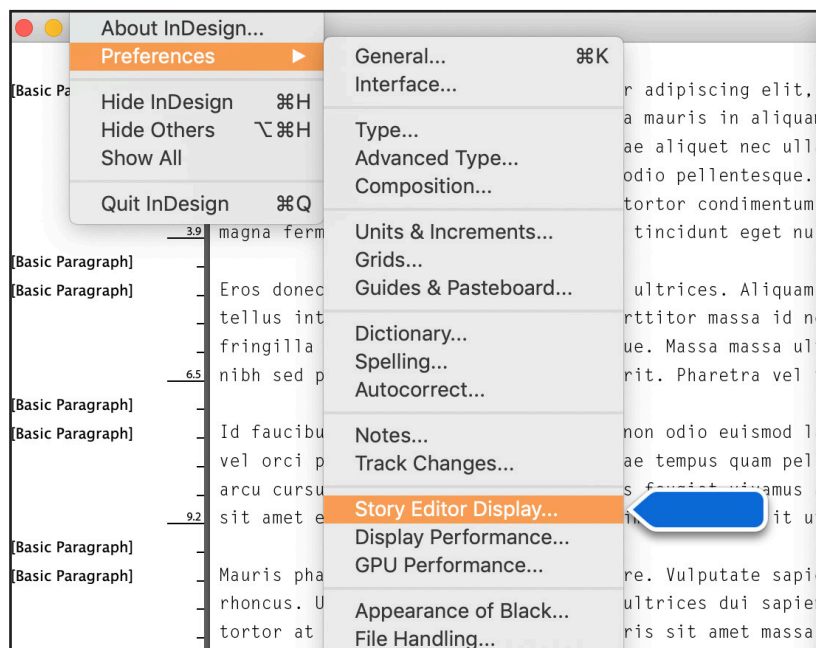 About InDesign...
Preferences ▶
Hide InDesign ⌘H
Hide Others ⌥⌘H
Show All
Quit InDesign ⌘Q
General... ⌘K
Interface...
Type...
Advanced Type...
Composition...
Units & Increments...
Grids...
Guides & Pasteboard...
Dictionary...
Spelling...
Autocorrect...
Notes...
Track Changes...
Story Editor Display...
Display Performance...
GPU Performance...
Appearance of Black...
File Handling...
[Basic Pa r adipiscing elit,
a mauris in aliquam
ae aliquet nec ull
odio pellentesque.
tortor condimentum
3.9 magna ferm tincidunt eget nu
[Basic Paragraph]
[Basic Paragraph] Eros donec ultrices. Aliquam
tellus int rttitor massa id n
fringilla ue. Massa massa ul
6.5 nibh sed p rit. Pharetra vel
[Basic Paragraph]
[Basic Paragraph] Id faucibu non odio euismod l
vel orci p ae tempus quam pel
arcu cursu s feugiat vivamus
9.2 sit amet e it u
[Basic Paragraph]
[Basic Paragraph] Mauris pha re. Vulputate sapi
rhoncus. U ultrices dui sapie
tortor at ris sit amet massa